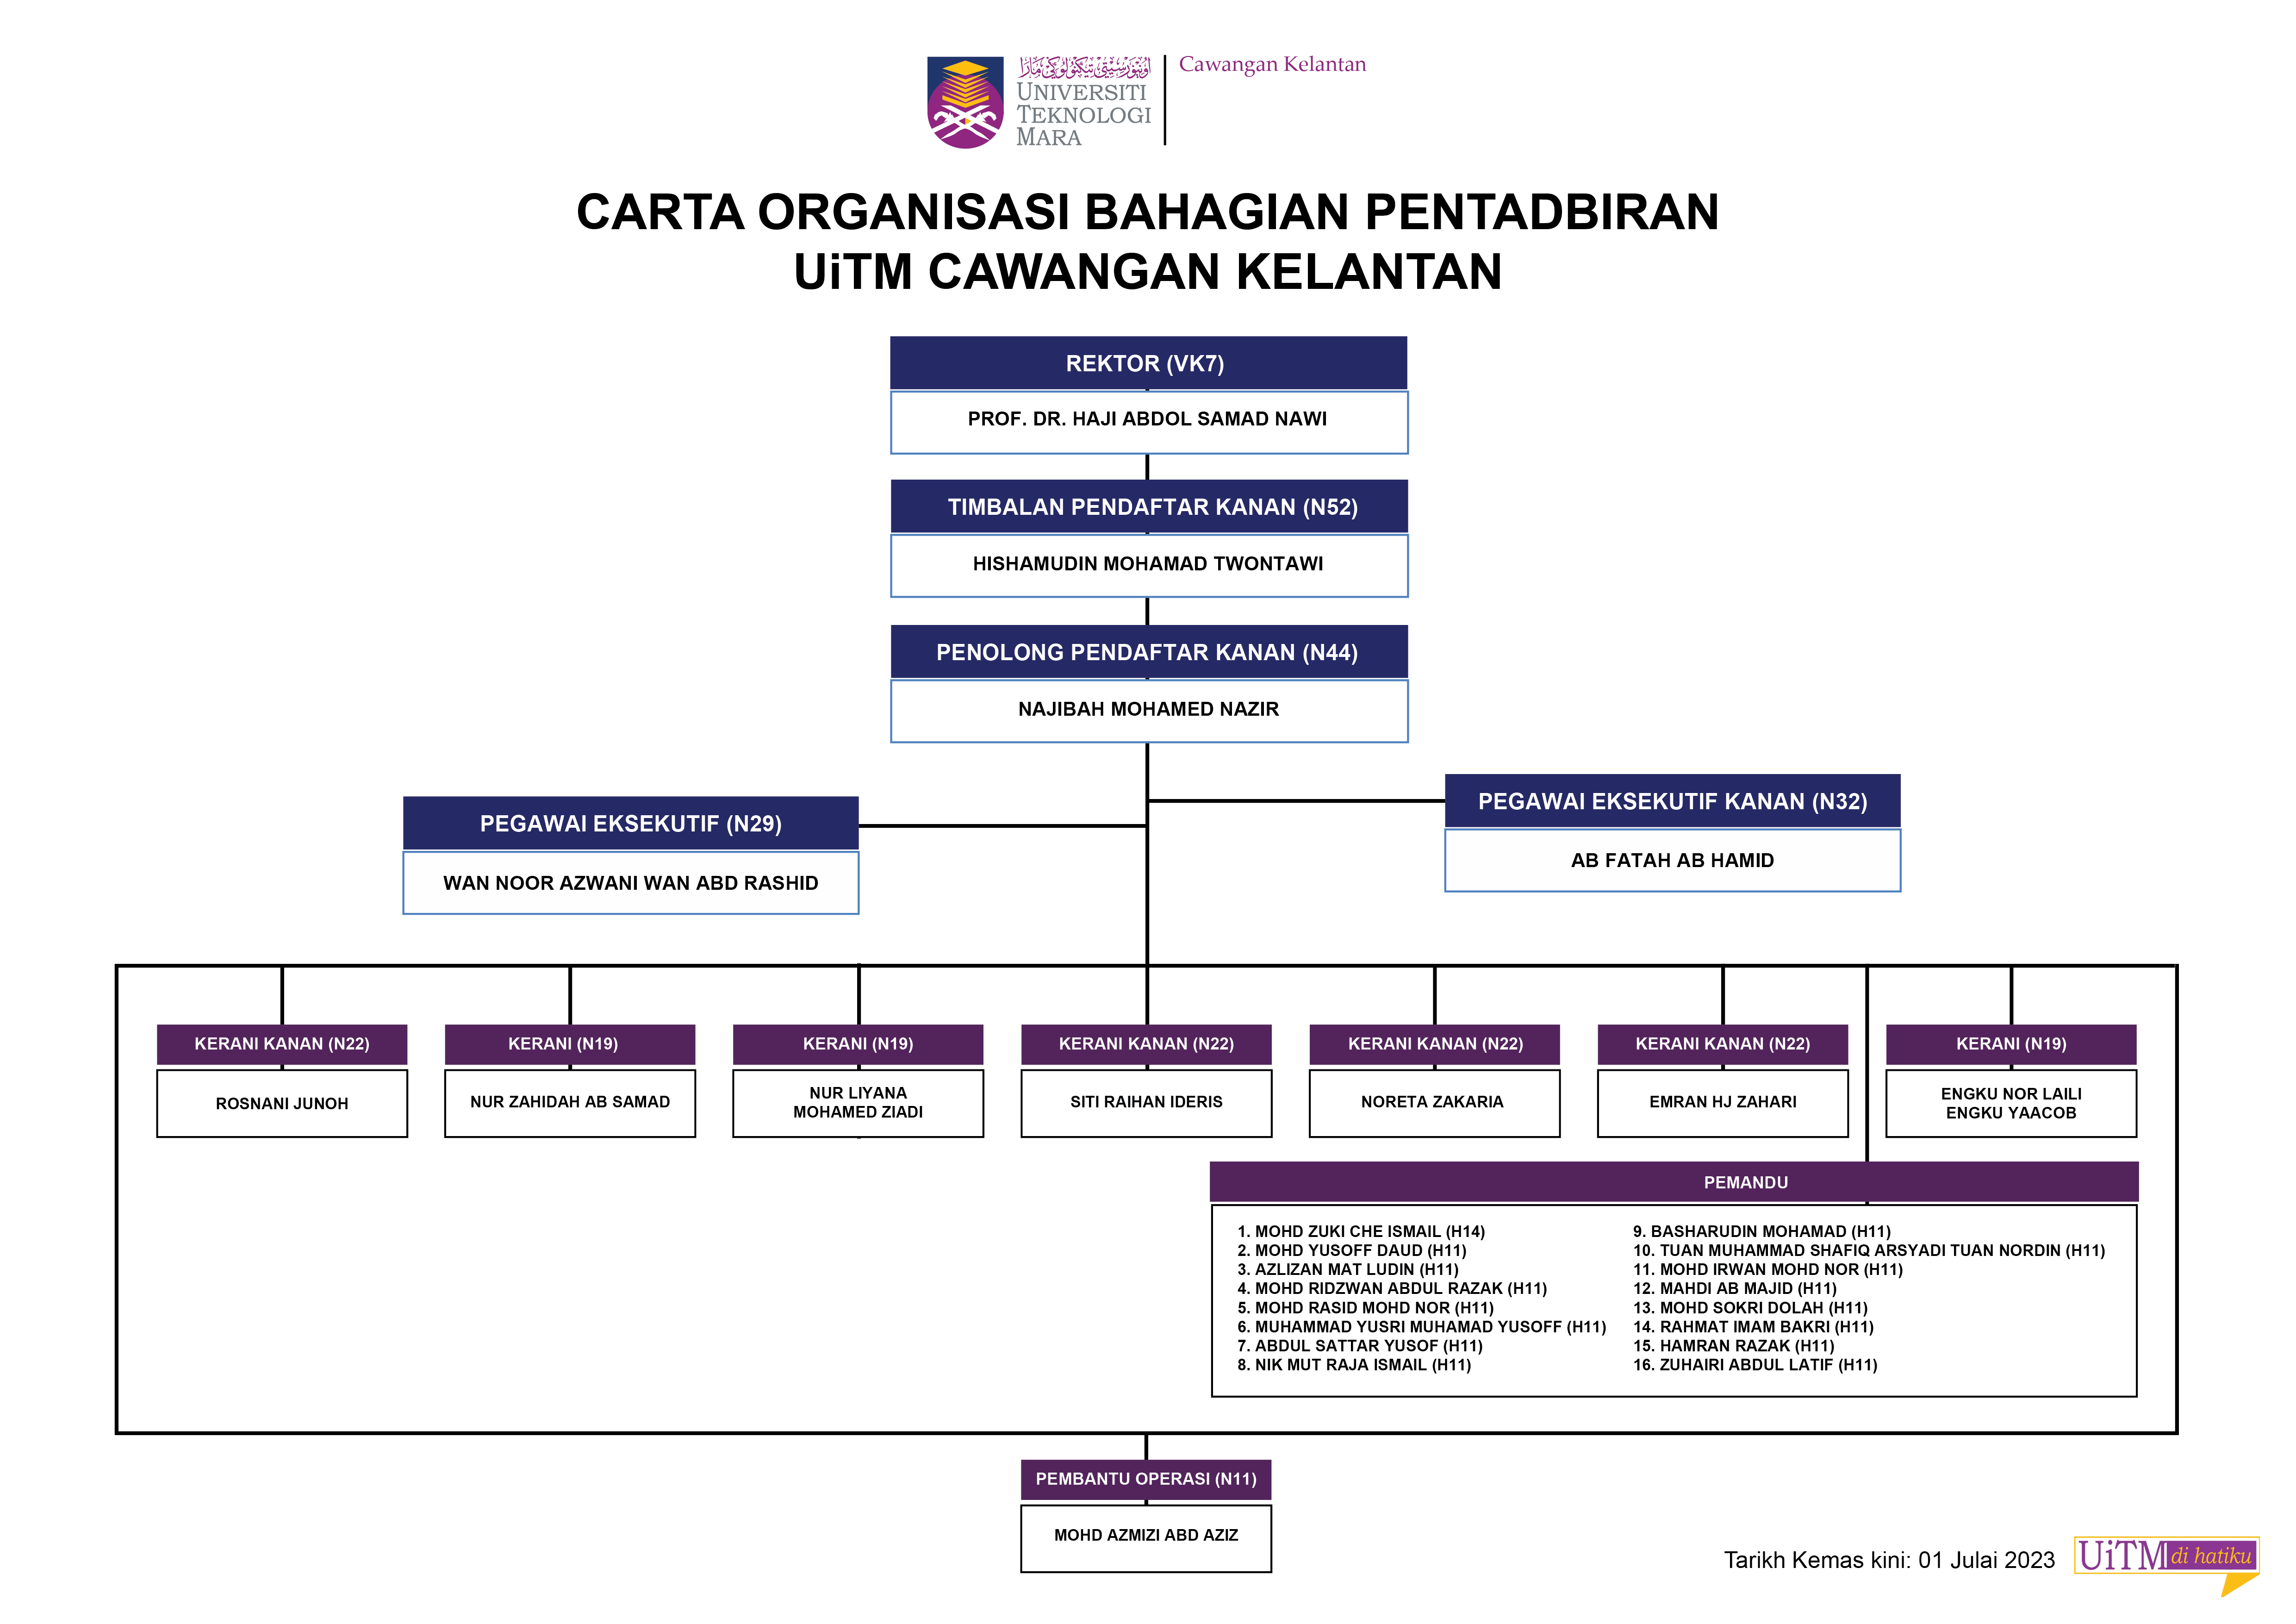 اونيۏرسيتي تيكنولوݢي مارا
UNIVERSITI
TEKNOLOGI
MARA
Cawangan Kelantan
CARTA ORGANISASI BAHAGIAN PENTADBIRAN
UiTM CAWANGAN KELANTAN
REKTOR (VK7)
PROF. DR. HAJI ABDOL SAMAD NAWI
TIMBALAN PENDAFTAR KANAN (N52)
HISHAMUDIN MOHAMAD TWONTAWI
PENOLONG PENDAFTAR KANAN (N44)
NAJIBAH MOHAMED NAZIR
PEGAWAI EKSEKUTIF (N29)
WAN NOOR AZWANI WAN ABD RASHID
PEGAWAI EKSEKUTIF KANAN (N32)
AB FATAH AB HAMID
KERANI KANAN (N22)
ROSNANI JUNOH
KERANI (N19)
NUR ZAHIDAH AB SAMAD
KERANI (N19)
NUR LIYANA
MOHAMED ZIADI
KERANI KANAN (N22)
SITI RAIHAN IDERIS
KERANI KANAN (N22)
NORETA ZAKARIA
KERANI KANAN (N22)
EMRAN HJ ZAHARI
KERANI (N19)
ENGKU NOR LAILI
ENGKU YAACOB
PEMANDU
1. MOHD ZUKI CHE ISMAIL (H14)
2. MOHD YUSOFF DAUD (H11)
3. AZLIZAN MAT LUDIN (H11)
4. MOHD RIDZWAN ABDUL RAZAK (H11)
5. MOHD RASID MOHD NOR (H11)
6. MUHAMMAD YUSRI MUHAMAD YUSOFF (H11)
7. ABDUL SATTAR YUSOF (H11)
8. NIK MUT RAJA ISMAIL (H11)
9. BASHARUDIN MOHAMAD (H11)
10. TUAN MUHAMMAD SHAFIQ ARSYADI TUAN NORDIN (H11)
11. MOHD IRWAN MOHD NOR (H11)
12. MAHDI AB MAJID (H11)
13. MOHD SOKRI DOLAH (H11)
14. RAHMAT IMAM BAKRI (H11)
15. HAMRAN RAZAK (H11)
16. ZUHAIRI ABDUL LATIF (H11)
PEMBANTU OPERASI (N11)
MOHD AZMIZI ABD AZIZ
Tarikh Kemas kini: 01 Julai 2023
UiTM di hatiku